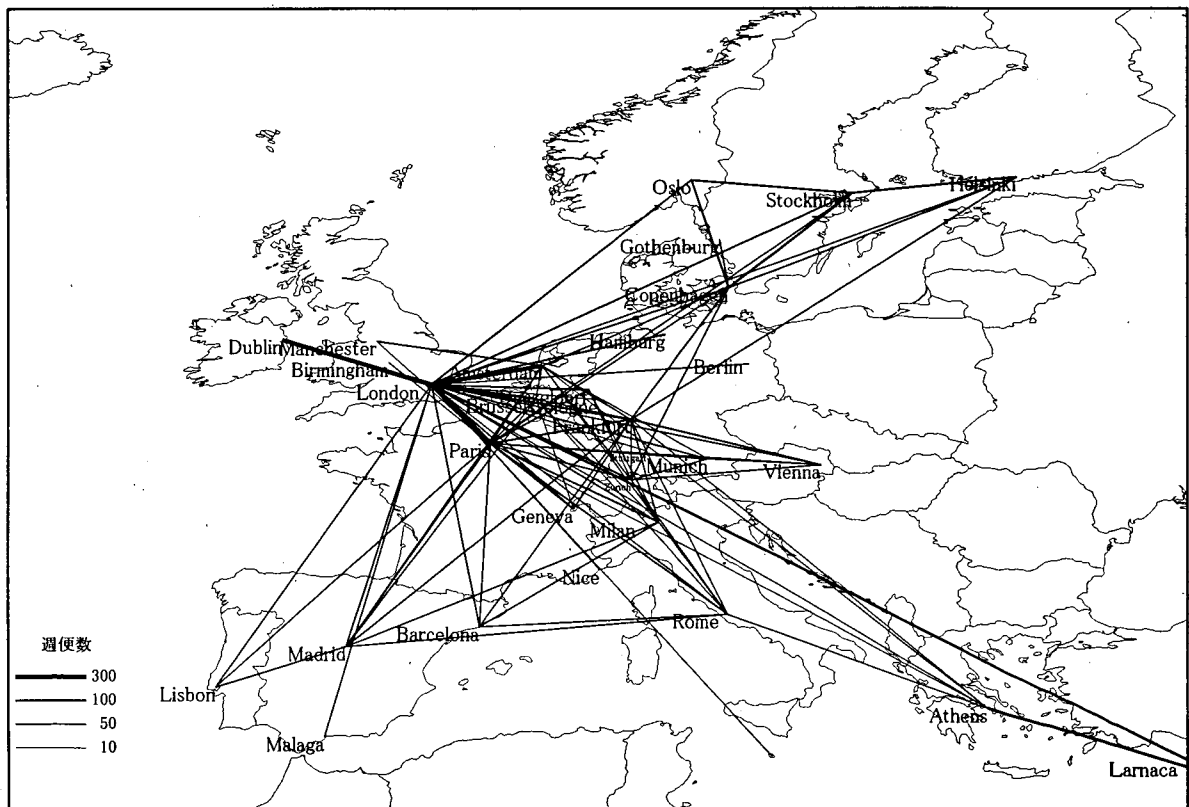 Oslo
Helsinki
Stockholm
Gothenburg
Copenhagen
Dublin
Manchester
Hamburg
Birmingham
Amsterdam
Berlin
London
Brussels
Frankfurt
Paris
Munich
Vienna
Geneva
Milan
Nice
Rome
Barcelona
Madrid
Lisbon
Malaga
Athens
Larnaca
週便数
300
100
50
10